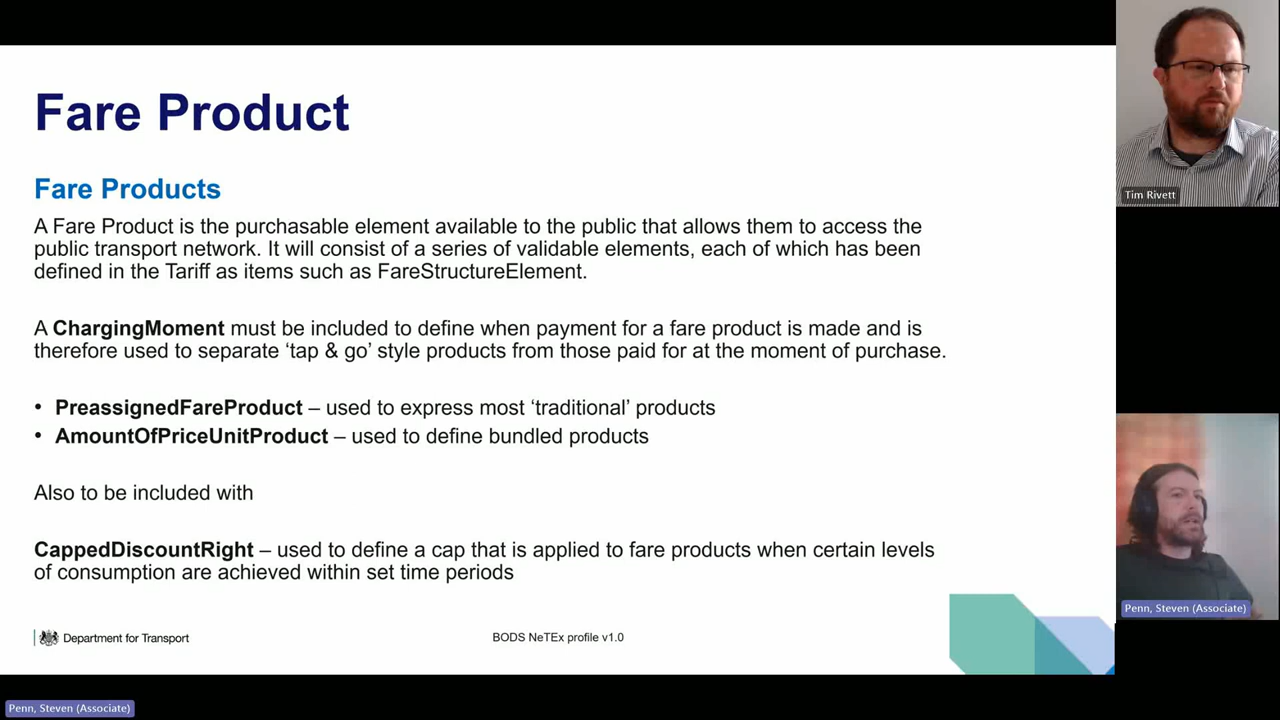 Fare Product
Fare Products
A Fare Product is the purchasable element available to the public that allows them to access the
public transport network. It will consist of a series of validable elements, each of which has been
defined in the Tariff as items such as FareStructureElement.
A ChargingMoment must be included to define when payment for a fare product is made and is
therefore used to separate ‘tap & go’ style products from those paid for at the moment of purchase.
• PreassignedFareProduct – used to express most ‘traditional’ products
• AmountOfPriceUnitProduct – used to define bundled products
Also to be included with
CappedDiscountRight – used to define a cap that is applied to fare products when certain levels
of consumption are achieved within set time periods
Department for Transport
BODS NeTEx profile v1.0
Tim Rivett
Penn, Steven (Associate)
Penn, Steven (Associate)